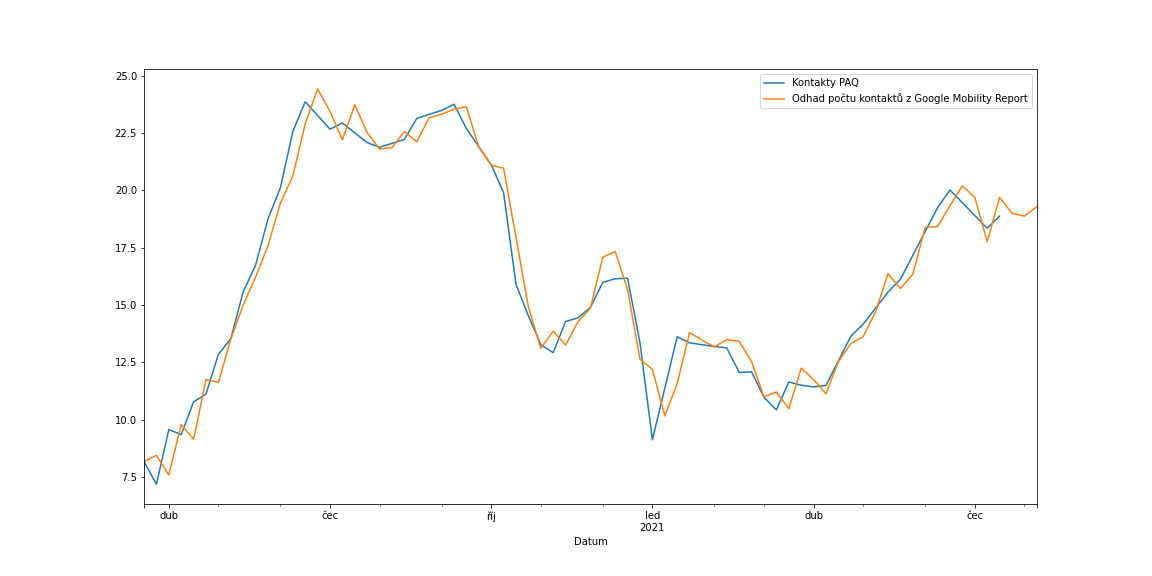 25.0
22.5
20.0
17.5
15.0
12.5
10.0
7.5
Kontakty PAQ
Odhad počtu kontaktů z Google Mobility Report
dub čec říj led dub čec
2021
Datum